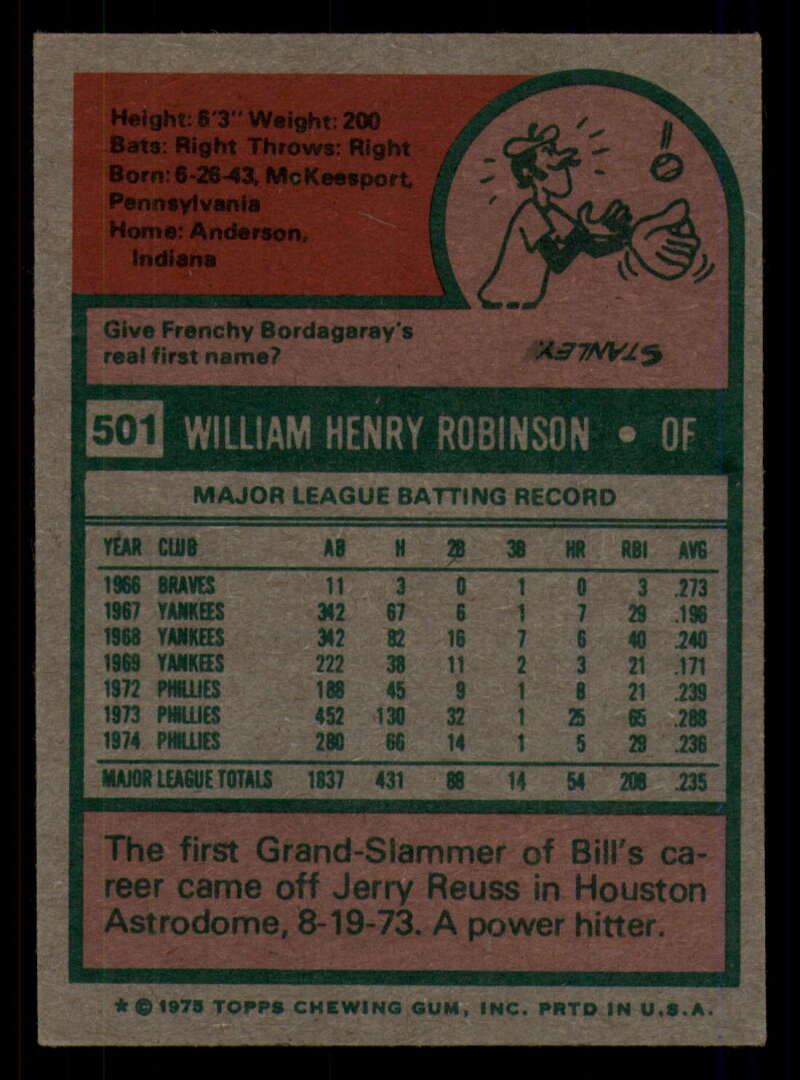 Height: 6'3" Weight: 200
Bats: Right Throws: Right
Born: 6-26-43, McKeesport,
Pennsylvania
Home: Anderson,
Indiana
Give Frenchy Bordagaray's
real first name?
STANLEY.
501 WILLIAM HENRY ROBINSON • OF
MAJOR LEAGUE BATTING RECORD
YEAR CLUB AB H 2B 3B HR RBI AVG
1966 BRAVES 11 3 0 1 0 3 .273
1967 YANKEES 342 67 6 1 7 29 .196
1968 YANKEES 342 82 16 7 6 40 .240
1969 YANKEES 222 38 11 2 3 21 .171
1972 PHILLIES 188 45 9 1 8 21 .239
1973 PHILLIES 452 130 32 1 25 65 .288
1974 PHILLIES 280 66 14 1 5 29 .236
MAJOR LEAGUE TOTALS 1837 431 88 14 54 208 .235
The first Grand-Slammer of Bill's ca-
reer came off Jerry Reuss in Houston
Astrodome, 8-19-73. A power hitter.
* © 1975 TOPPS CHEWING GUM, INC. PRTD IN U.S.A.